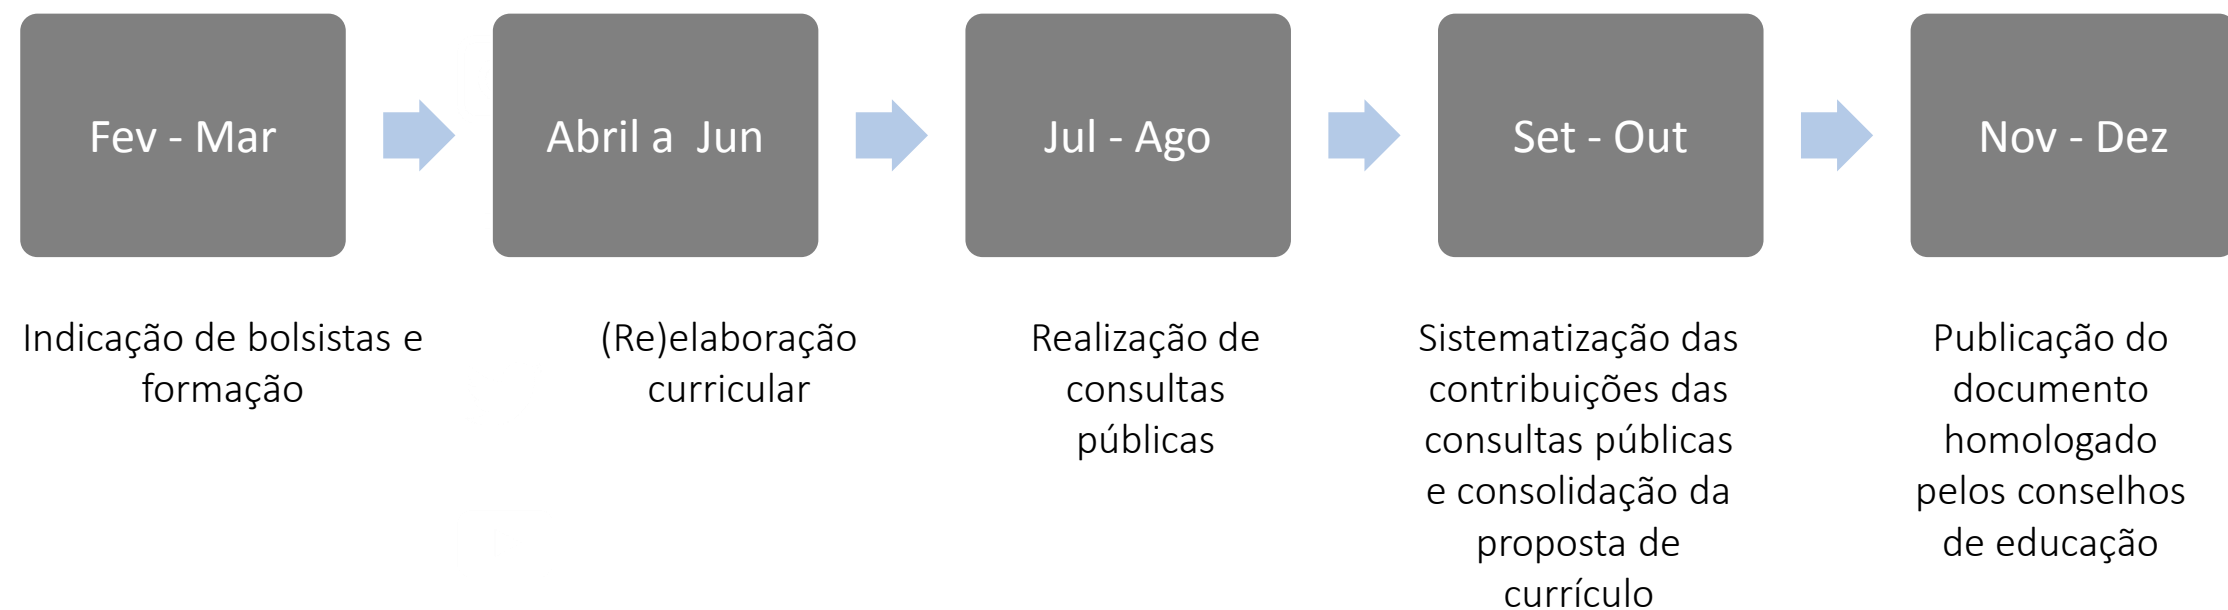 Fev - Mar
Abril a Jun
Jul - Ago
Set - Out
Nov - Dez
Indicação de bolsistas e
formação
(Re)elaboração
curricular
Realização de
consultas
públicas
Sistematização das
contribuições das
consultas públicas
e consolidação da
proposta de
currículo
Publicação do
documento
homologado
pelos conselhos
de educação